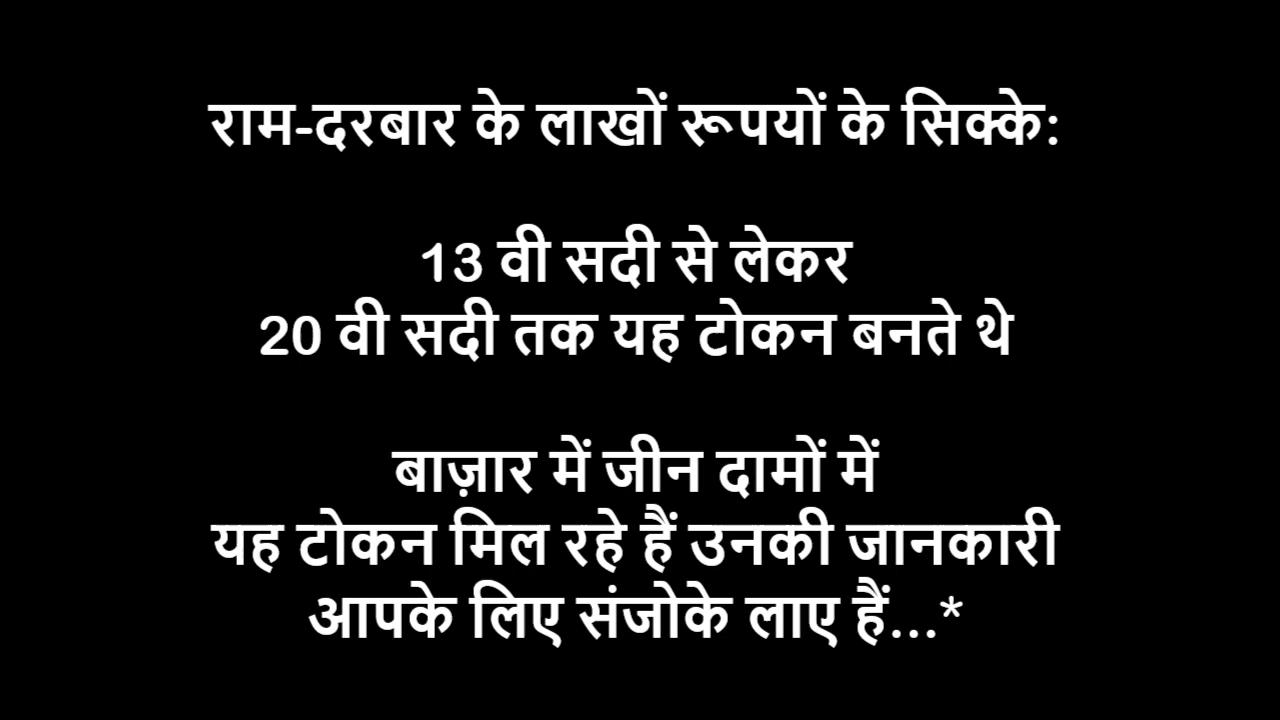 राम-दरबार के लाखों रूपयों के सिक्के:
13 वी सदी से लेकर
20 वी सदी तक यह टोकन बनते थे
बाज़ार में जीन दामों में
यह टोकन मिल रहे हैं उनकी जानकारी
आपके लिए संजोके लाए हैं...*